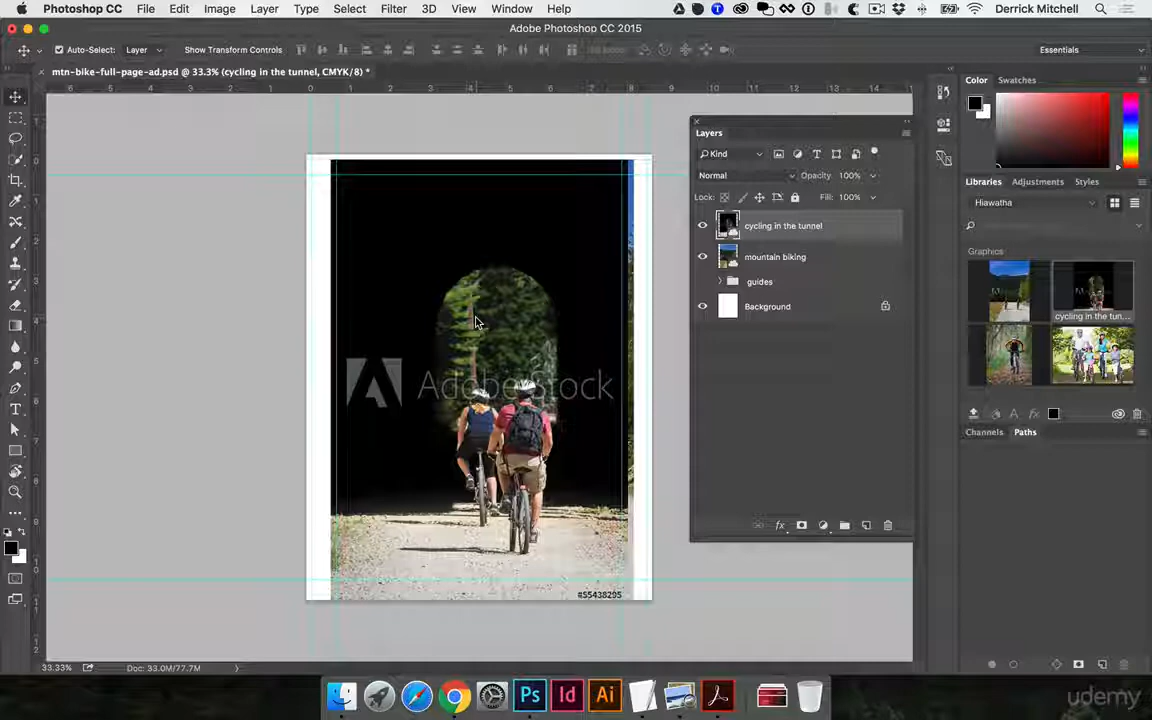 Photoshop CC File Edit Image Layer Type Select Filter 3D View Window Help Derrick Mitchell
Adobe Photoshop CC 2015
Auto-Select: Layer Show Transform Controls Essentials
mtn-bike-full-page-ad.psd @ 33.3% (cycling in the tunnel, CMYK/8) *
Color Swatches
Layers
Kind
Normal Opacity: 100%
Lock: Fill: 100%
cycling in the tunnel
mountain biking
guides
Background
Libraries Adjustments Styles
Hiawatha
Graphics
cycling in the tun...
Channels Paths
Adobe Stock
#55438205
33.33% Doc: 33.0M/77.7M
Ps Id Ai
udemy